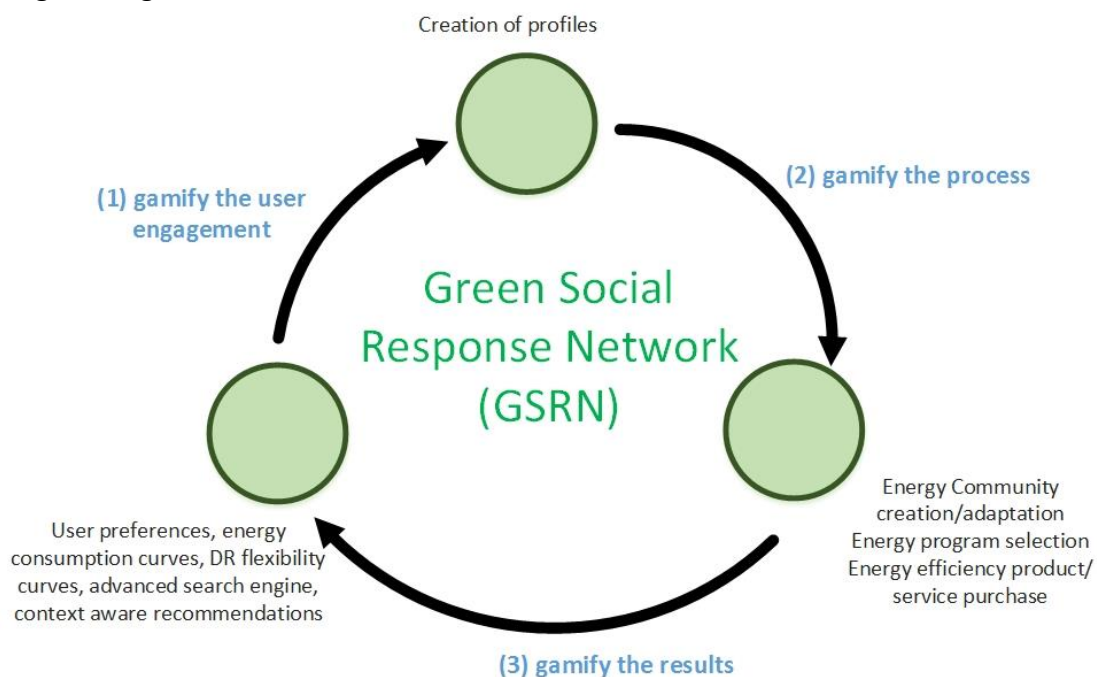 Creation of profiles
(1) gamify the user
engagement
(2) gamify the process
Green Social
Response Network
(GSRN)
Energy Community
creation/adaptation
Energy program selection
Energy efficiency product/
service purchase
User preferences, energy
consumption curves, DR flexibility
curves, advanced search engine,
context aware recommendations
(3) gamify the results